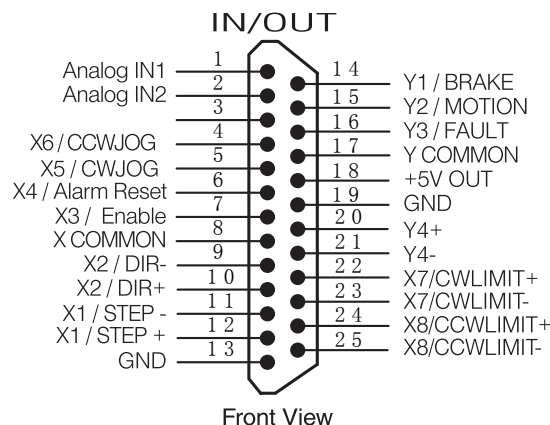 IN/OUT
Analog IN1 1
Analog IN2 2
3
X6/CCWJOG 4
X5/CWJOG 5
X4/Alarm Reset 6
X3 / Enable 7
X COMMON 8
X2 / DIR- 9
X2 / DIR+ 10
X1 / STEP - 11
X1 / STEP + 12
GND 13
14 Y1 / BRAKE
15 Y2 / MOTION
16 Y3 / FAULT
17 Y COMMON
18 +5V OUT
19 GND
20 Y4+
21 Y4-
22 X7/CWLIMIT+
23 X7/CWLIMIT-
24 X8/CCWLIMIT+
25 X8/CCWLIMIT-
Front View